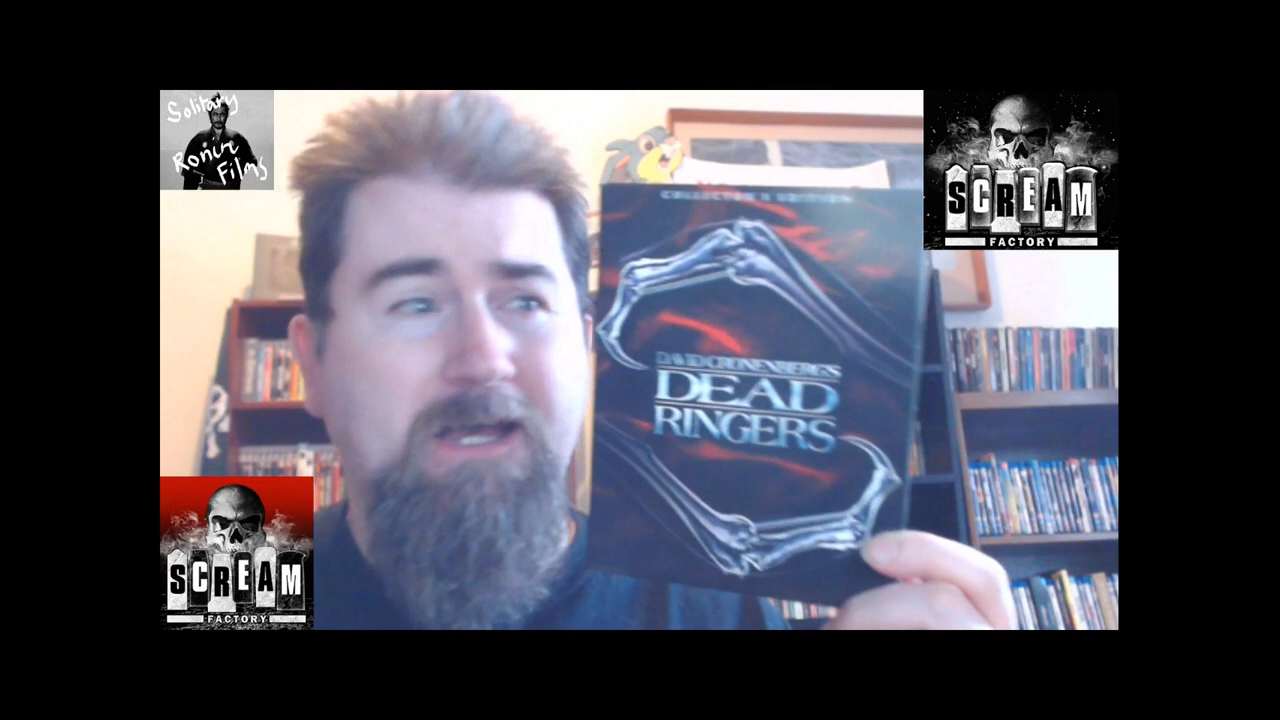 Solitary
Ronin
Films
SCREAM
FACTORY
COLLECTOR'S EDITION
DAVID CRONENBERG'S
DEAD
RINGERS
SCREAM
FACTORY